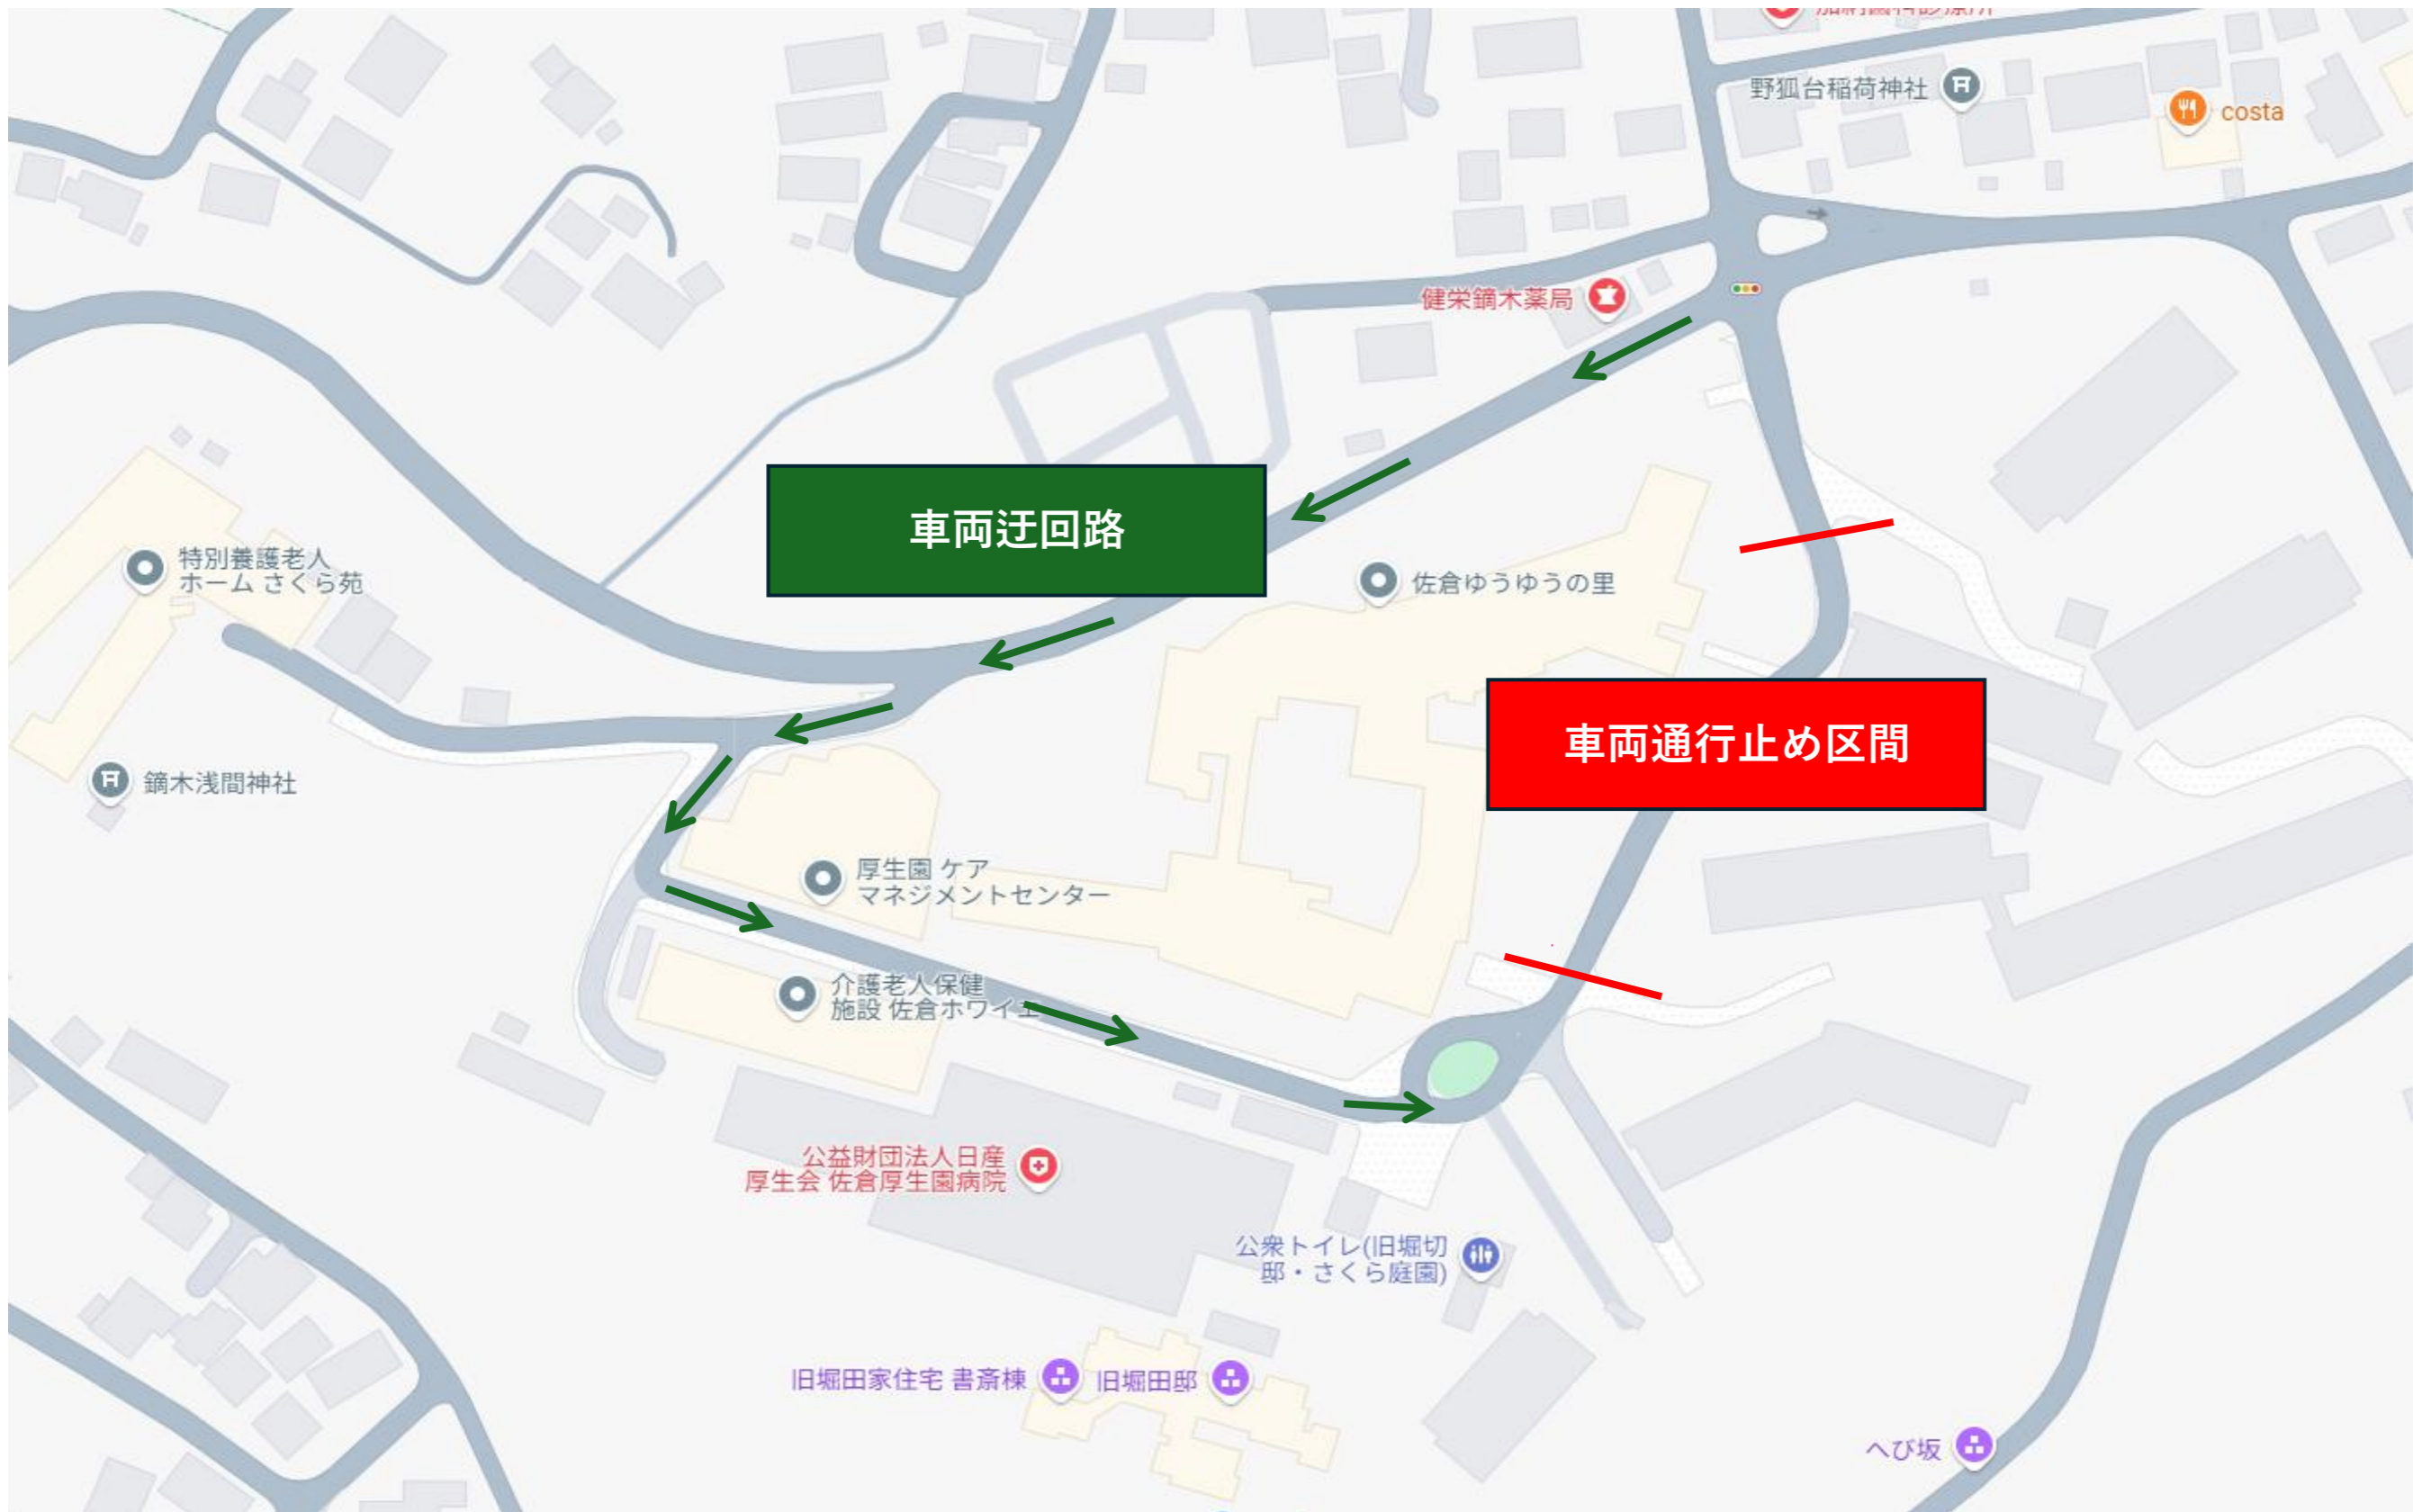 野狐台稲荷神社
costa
健栄鏑木薬局
車両迂回路
特別養護老人
ホーム さくら苑
佐倉ゆうゆうの里
車両通行止め区間
鏑木浅間神社
厚生園 ケア
マネジメントセンター
介護老人保健
施設 佐倉ホワイエ
公益財団法人日産
厚生会 佐倉厚生園病院
公衆トイレ(旧堀切
邸・さくら庭園)
旧堀田家住宅 書斎棟
旧堀田邸
へび坂